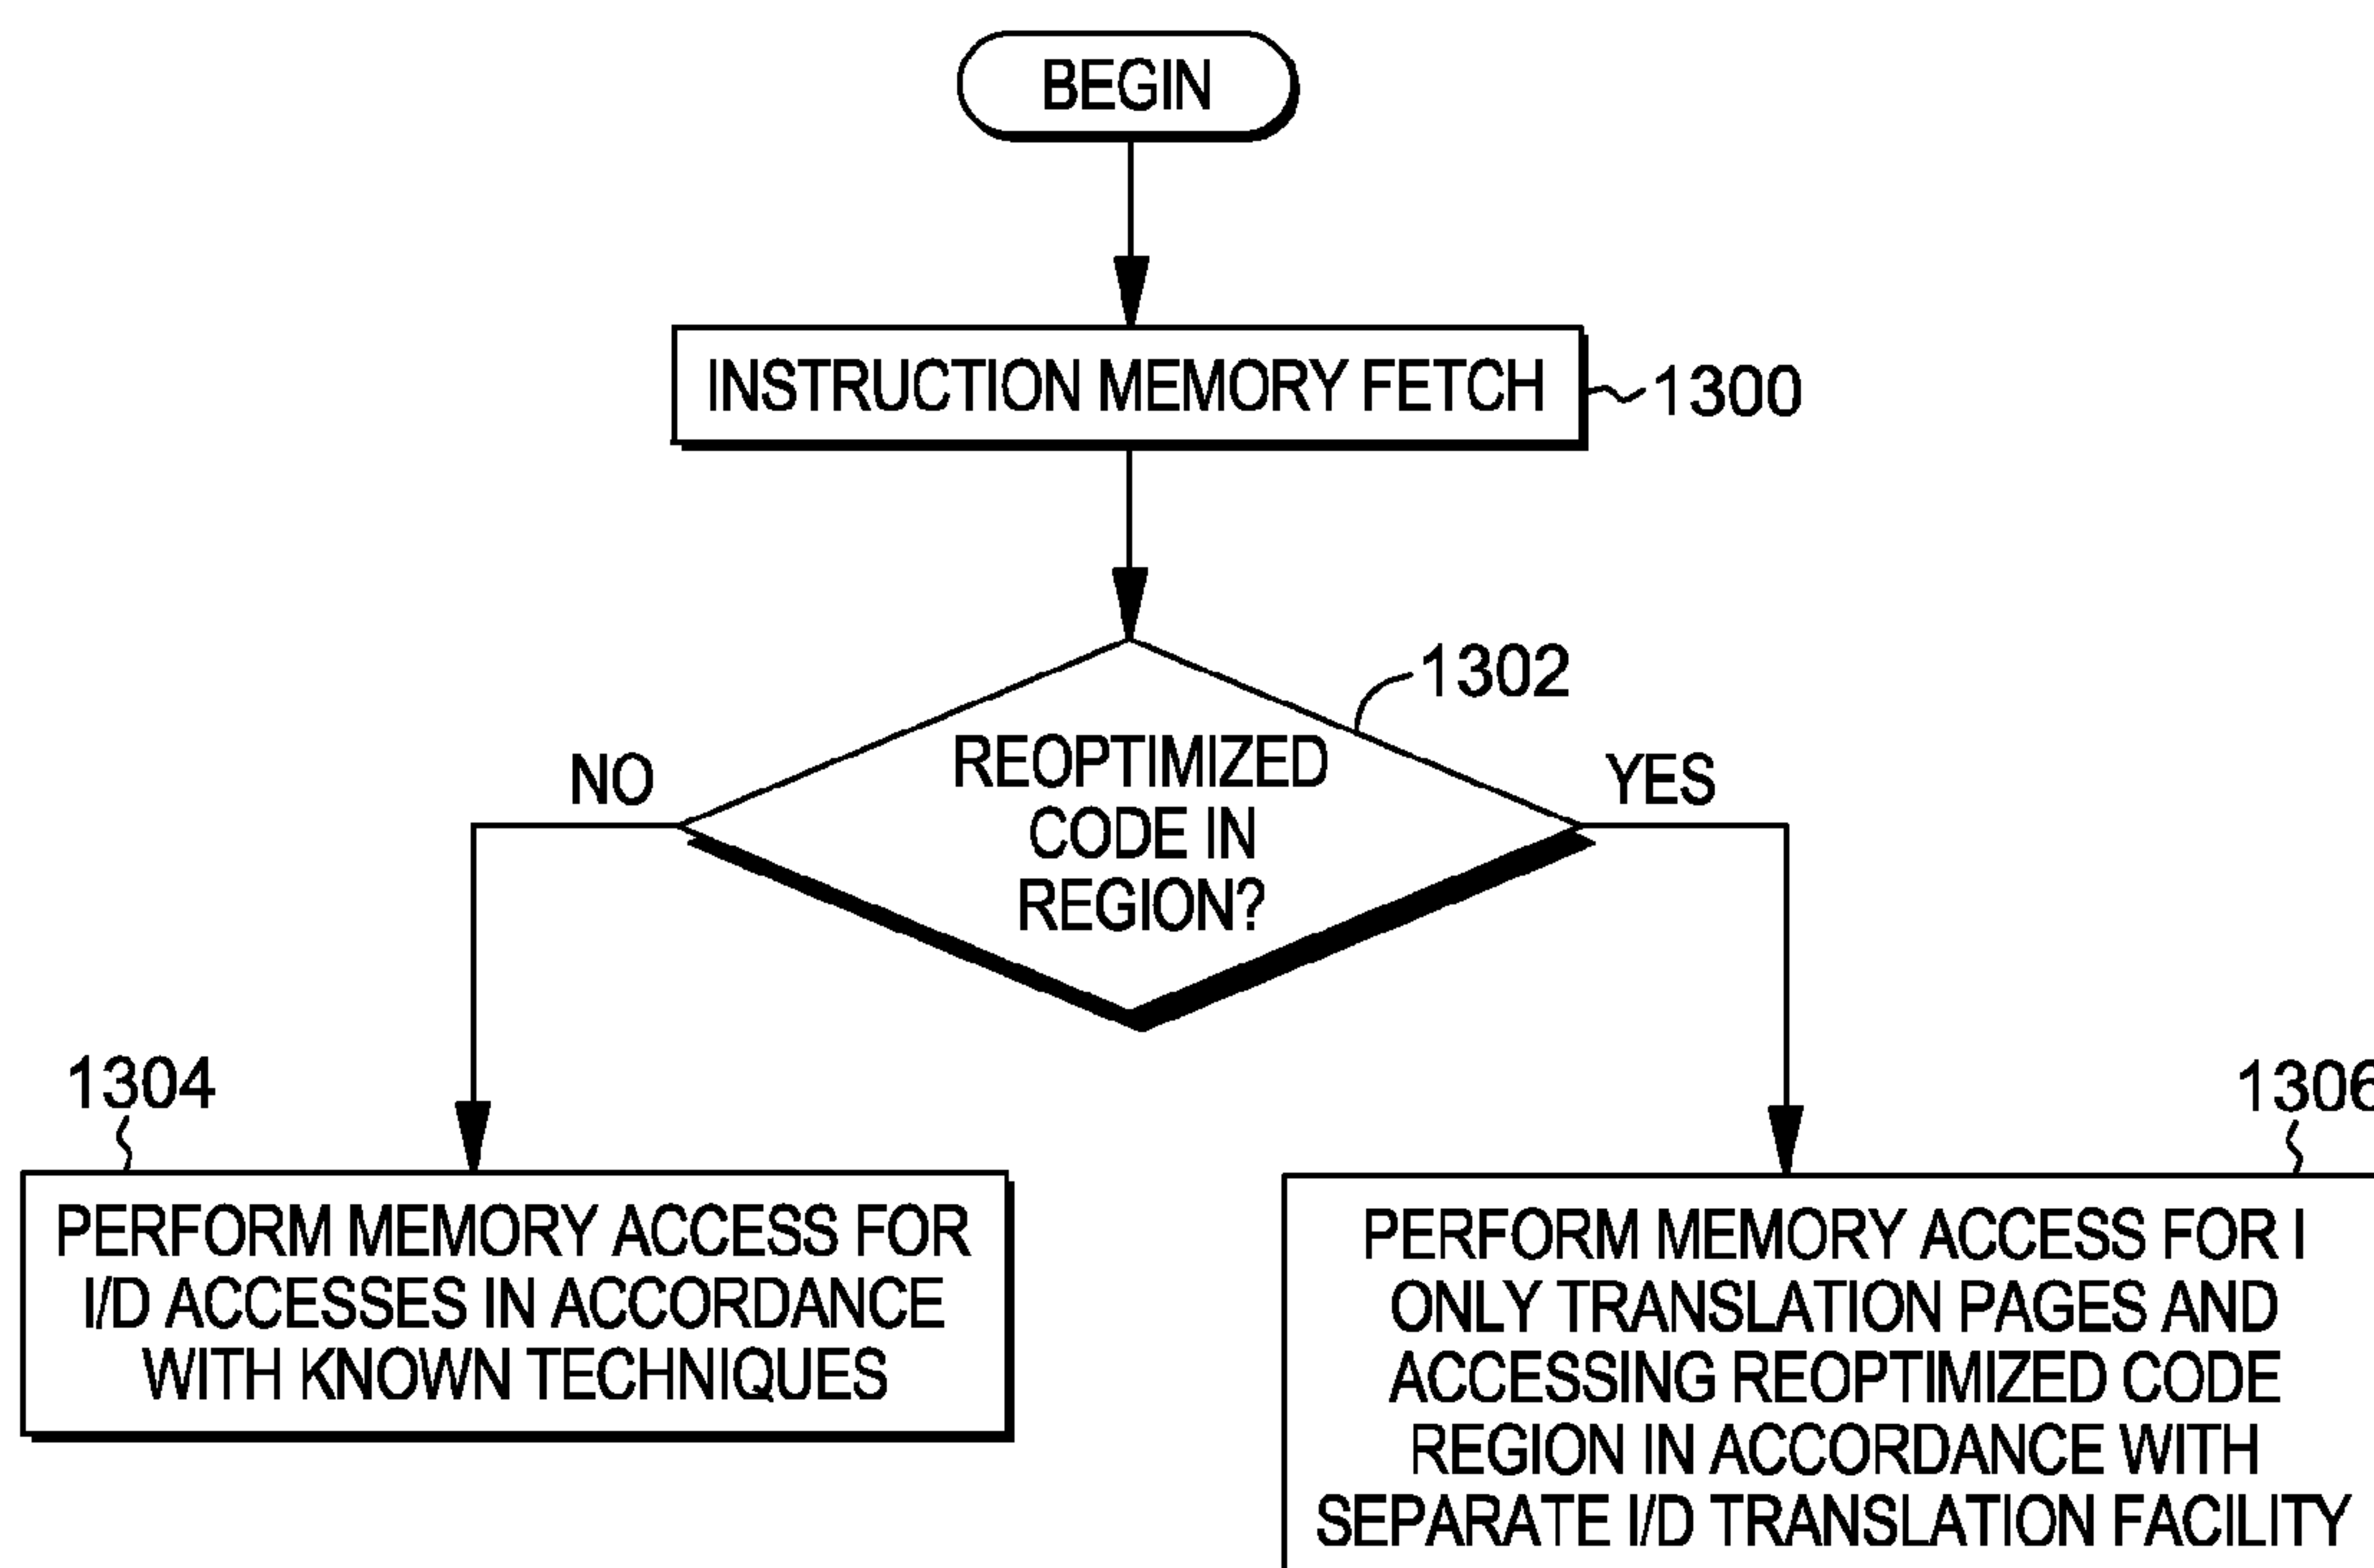 BEGIN
INSTRUCTION MEMORY FETCH
1300
1302
REOPTIMIZED
CODE IN
REGION?
NO
YES
1304
PERFORM MEMORY ACCESS FOR
I/D ACCESSES IN ACCORDANCE
WITH KNOWN TECHNIQUES
1306
PERFORM MEMORY ACCESS FOR I
ONLY TRANSLATION PAGES AND
ACCESSING REOPTIMIZED CODE
REGION IN ACCORDANCE WITH
SEPARATE I/D TRANSLATION FACILITY